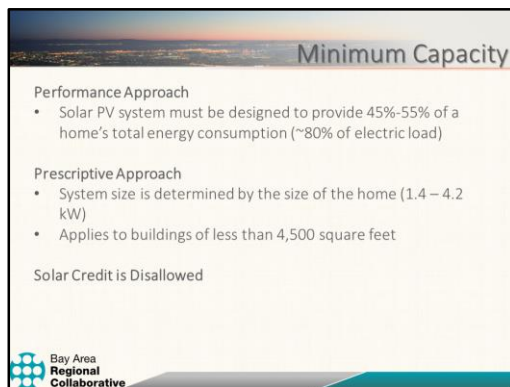 Minimum Capacity
Performance Approach
• Solar PV system must be designed to provide 45%-55% of a
home's total energy consumption (~80% of electric load)
Prescriptive Approach
• System size is determined by the size of the home (1.4 – 4.2
kW)
• Applies to buildings of less than 4,500 square feet
Solar Credit is Disallowed
Bay Area
Regional
Collaborative